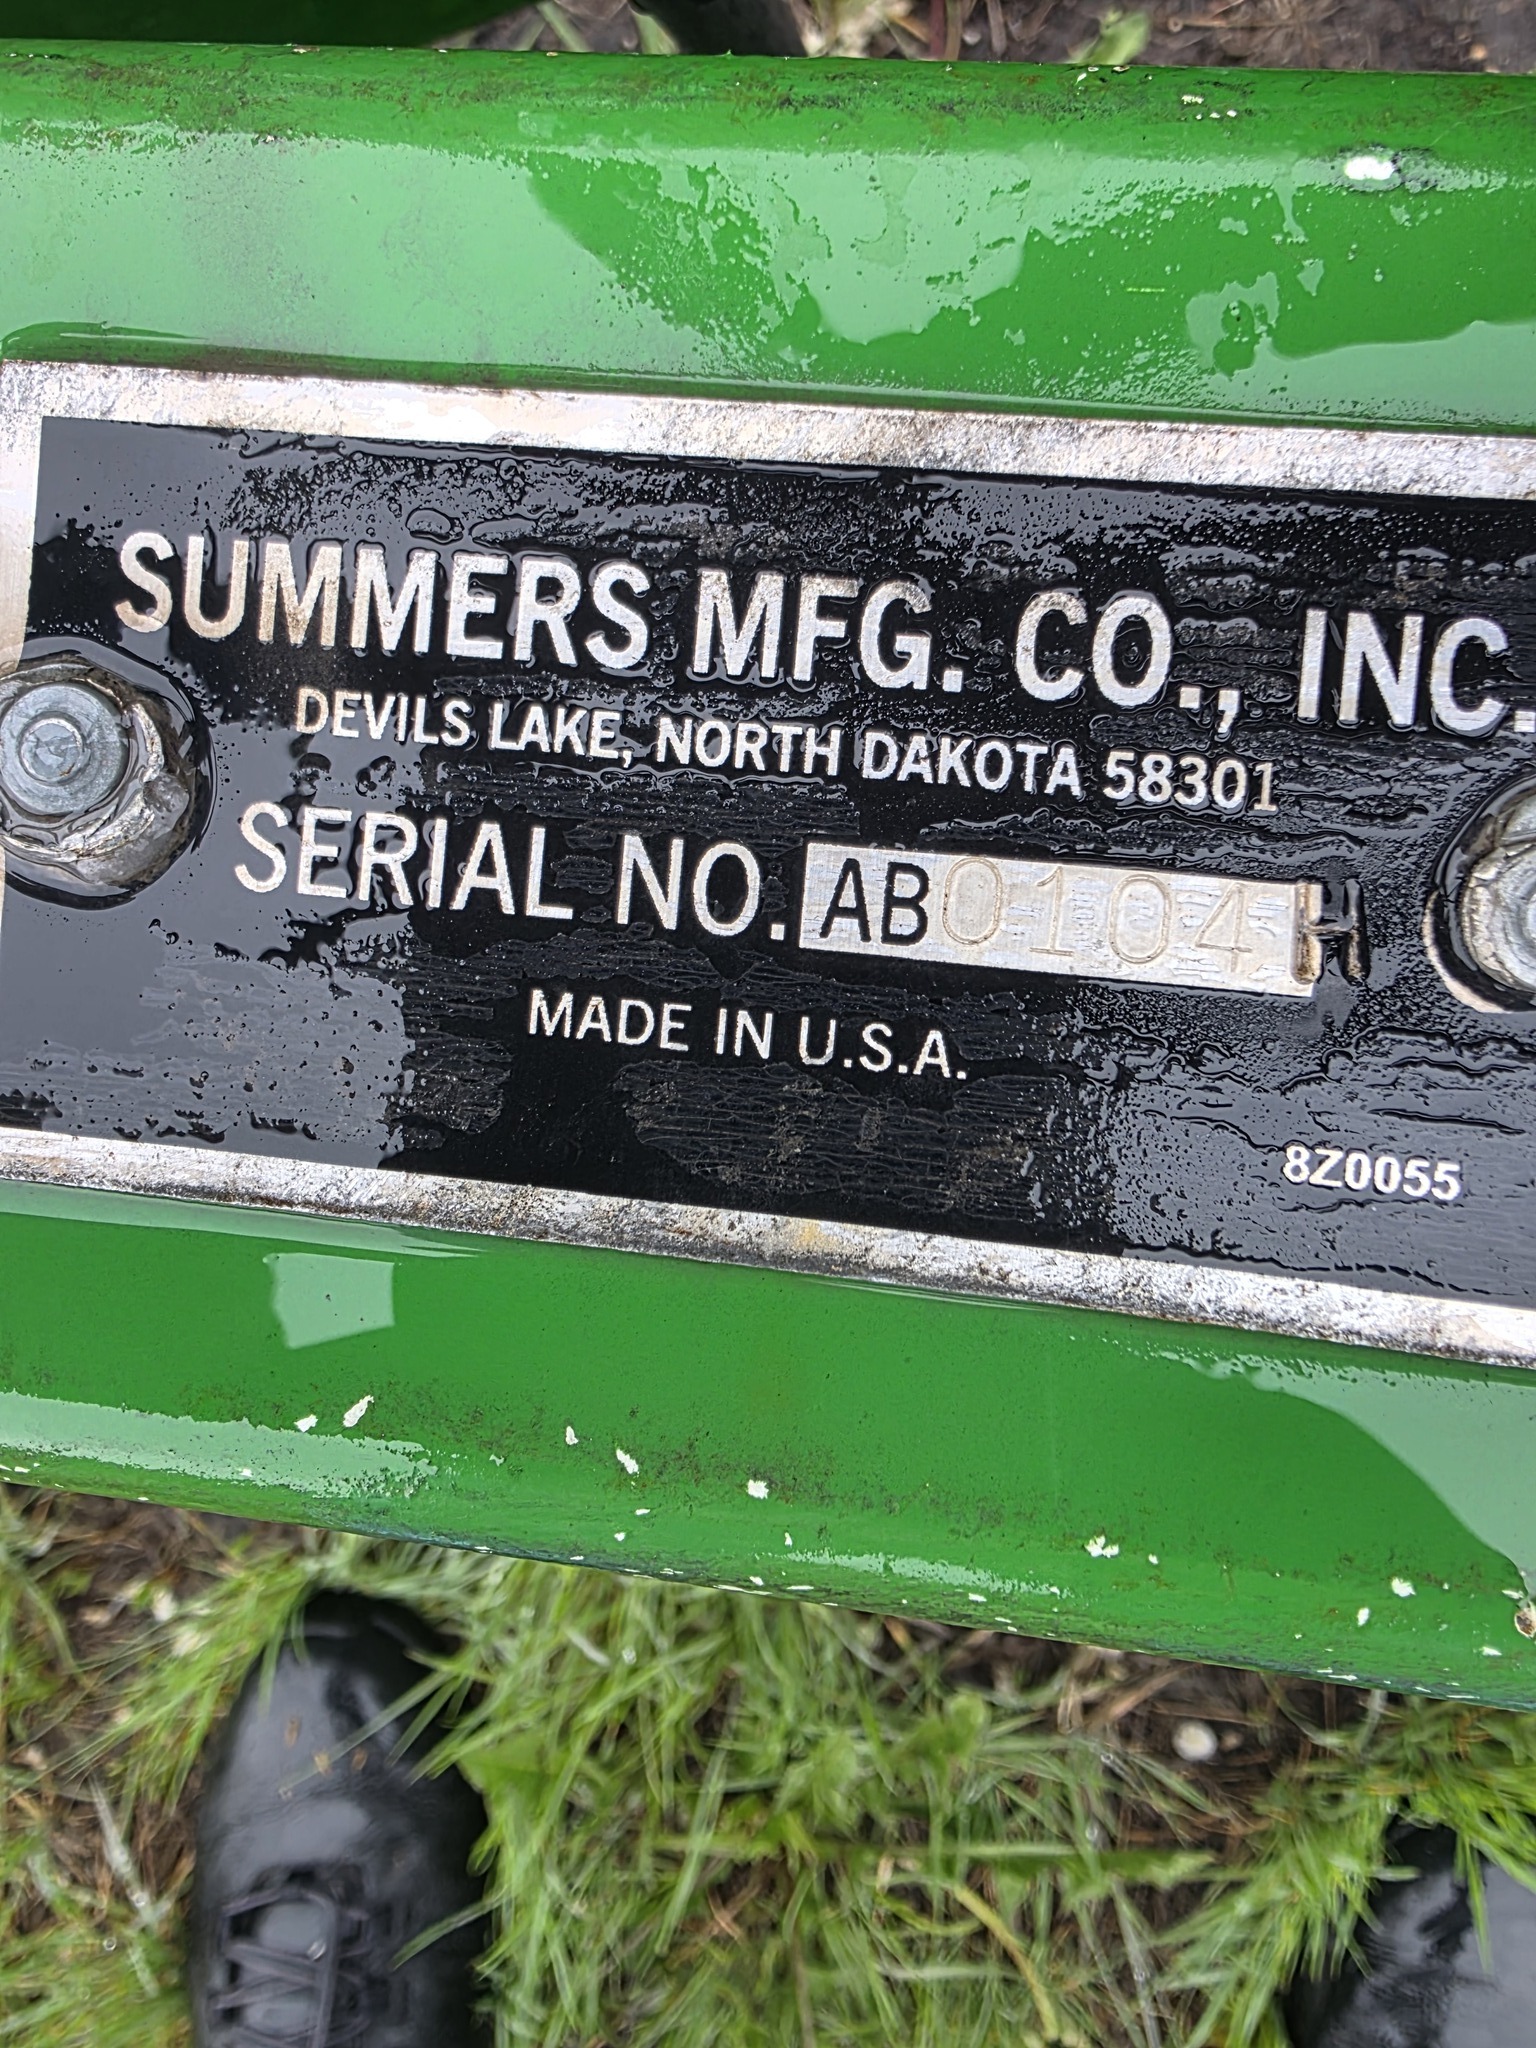 SUMMERS MFG. CO., INC.
DEVILS LAKE, NORTH DAKOTA 58301
SERIAL NO. AB0104H
MADE IN U.S.A.
8Z0055